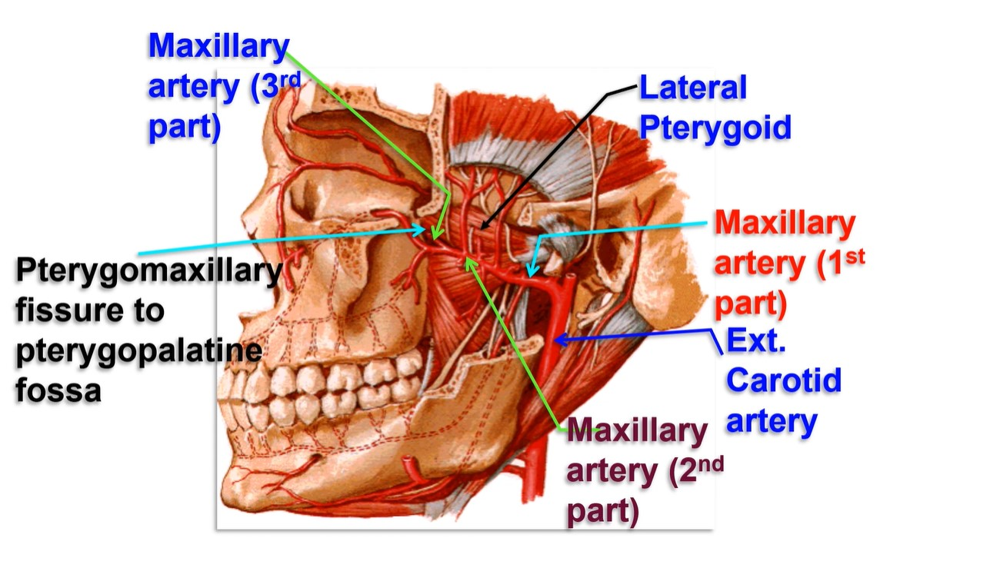 Maxillary
artery (3rd
part)
Lateral
Pterygoid
Maxillary
artery (1st
part)
Pterygomaxillary
fissure to
pterygopalatine
fossa
Ext.
Carotid
artery
Maxillary
artery (2nd
part)